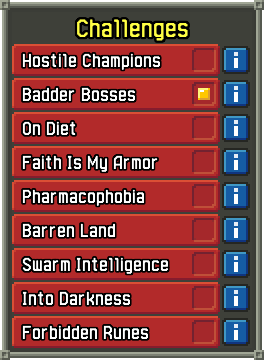 Challenges
Hostile Champions i
Badder Bosses i
On Diet i
Faith Is My Armor i
Pharmacophobia i
Barren Land i
Swarm Intelligence i
Into Darkness i
Forbidden Runes i